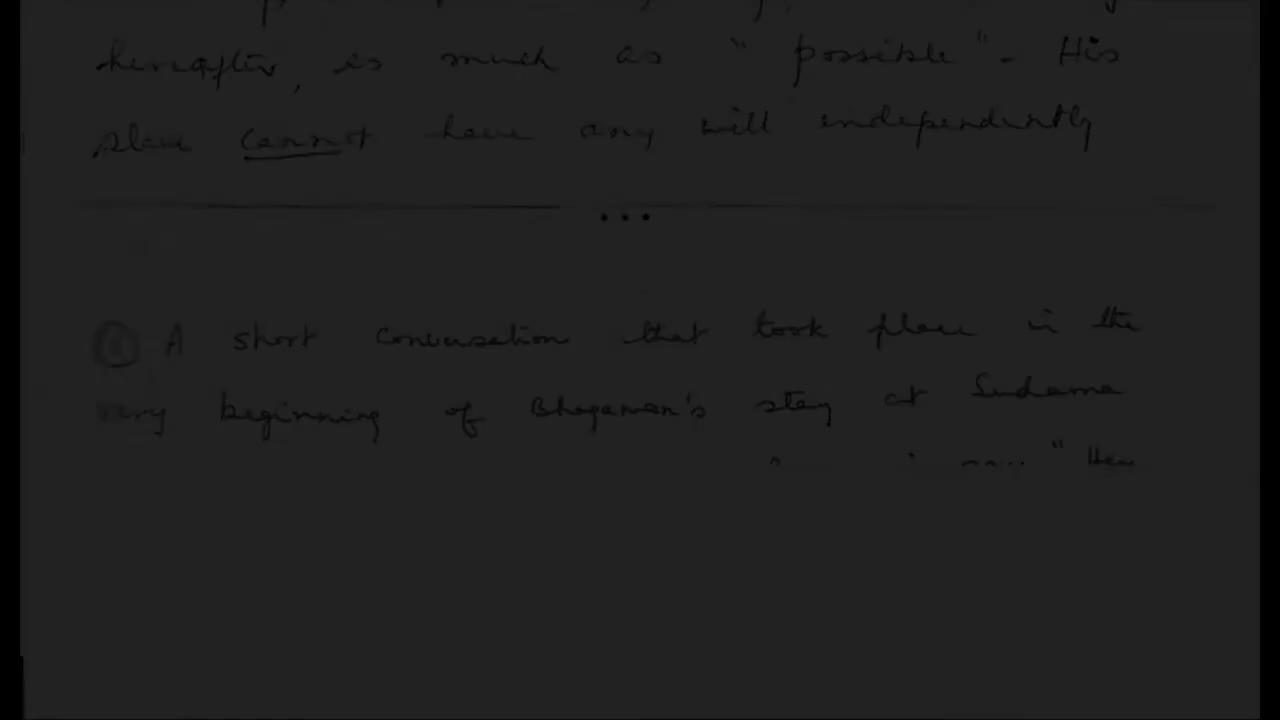 hereafter, is much as "possible" - His
slave cannot have any will independently
A short conversation that took place in the
very beginning of Bhagawan's stay at Sudama